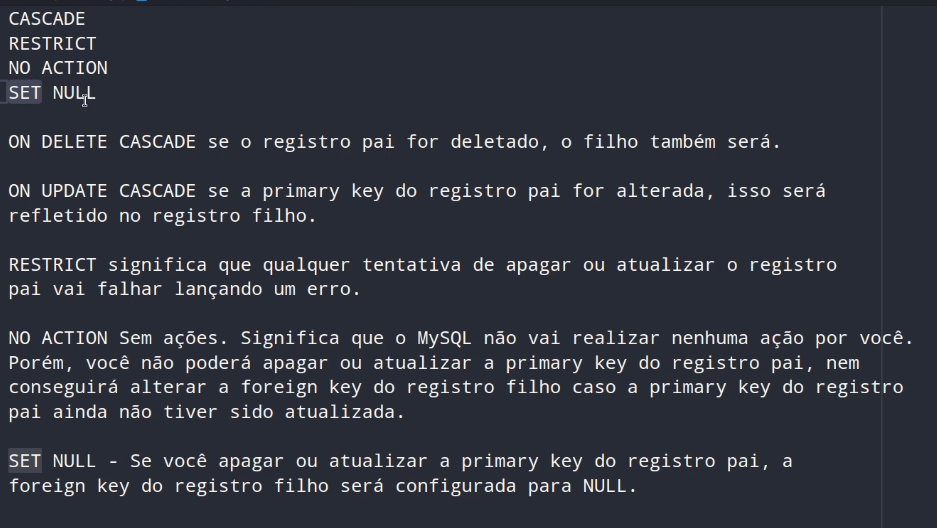 CASCADE
RESTRICT
NO ACTION
SET NULL
ON DELETE CASCADE se o registro pai for deletado, o filho também será.
ON UPDATE CASCADE se a primary key do registro pai for alterada, isso será
refletido no registro filho.
RESTRICT significa que qualquer tentativa de apagar ou atualizar o registro
pai vai falhar lançando um erro.
NO ACTION Sem ações. Significa que o MySQL não vai realizar nenhuma ação por você.
Porém, você não poderá apagar ou atualizar a primary key do registro pai, nem
conseguirá alterar a foreign key do registro filho caso a primary key do registro
pai ainda não tiver sido atualizada.
SET NULL - Se você apagar ou atualizar a primary key do registro pai, a
foreign key do registro filho será configurada para NULL.